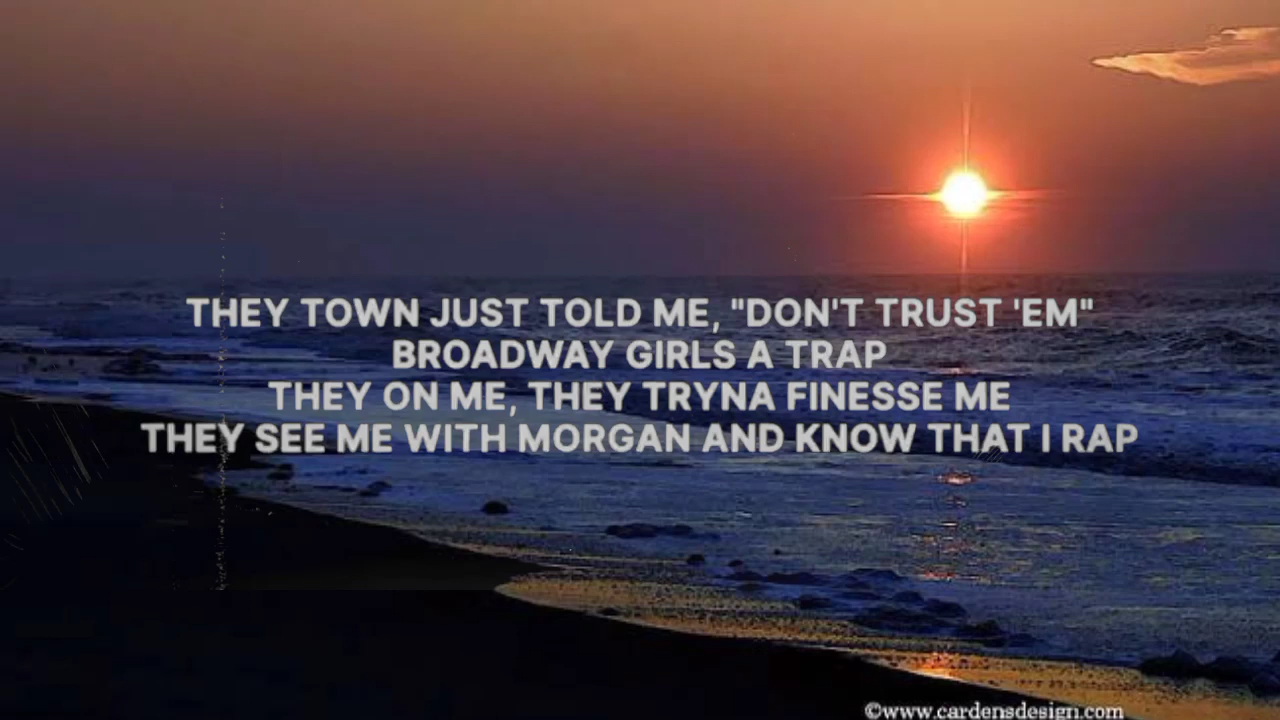 THEY TOWN JUST TOLD ME, "DON'T TRUST 'EM"
BROADWAY GIRLS A TRAP
THEY ON ME, THEY TRYNA FINESSE ME
THEY SEE ME WITH MORGAN AND KNOW THAT I RAP
©www.cardensdesign.com